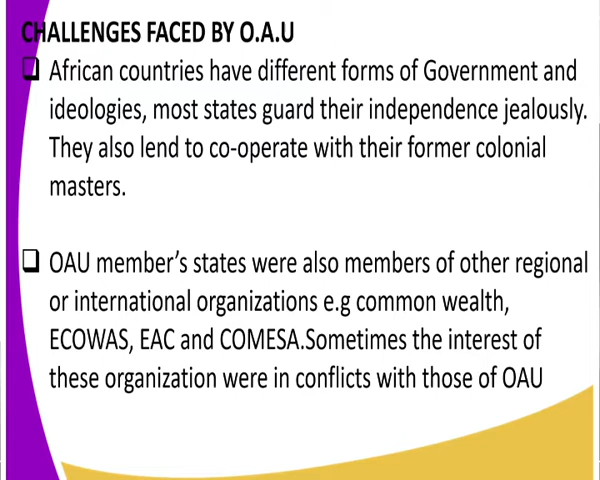 CHALLENGES FACED BY O.A.U
❑ African countries have different forms of Government and
ideologies, most states guard their independence jealously.
They also lend to co-operate with their former colonial
masters.
❑ OAU member’s states were also members of other regional
or international organizations e.g common wealth,
ECOWAS, EAC and COMESA.Sometimes the interest of
these organization were in conflicts with those of OAU